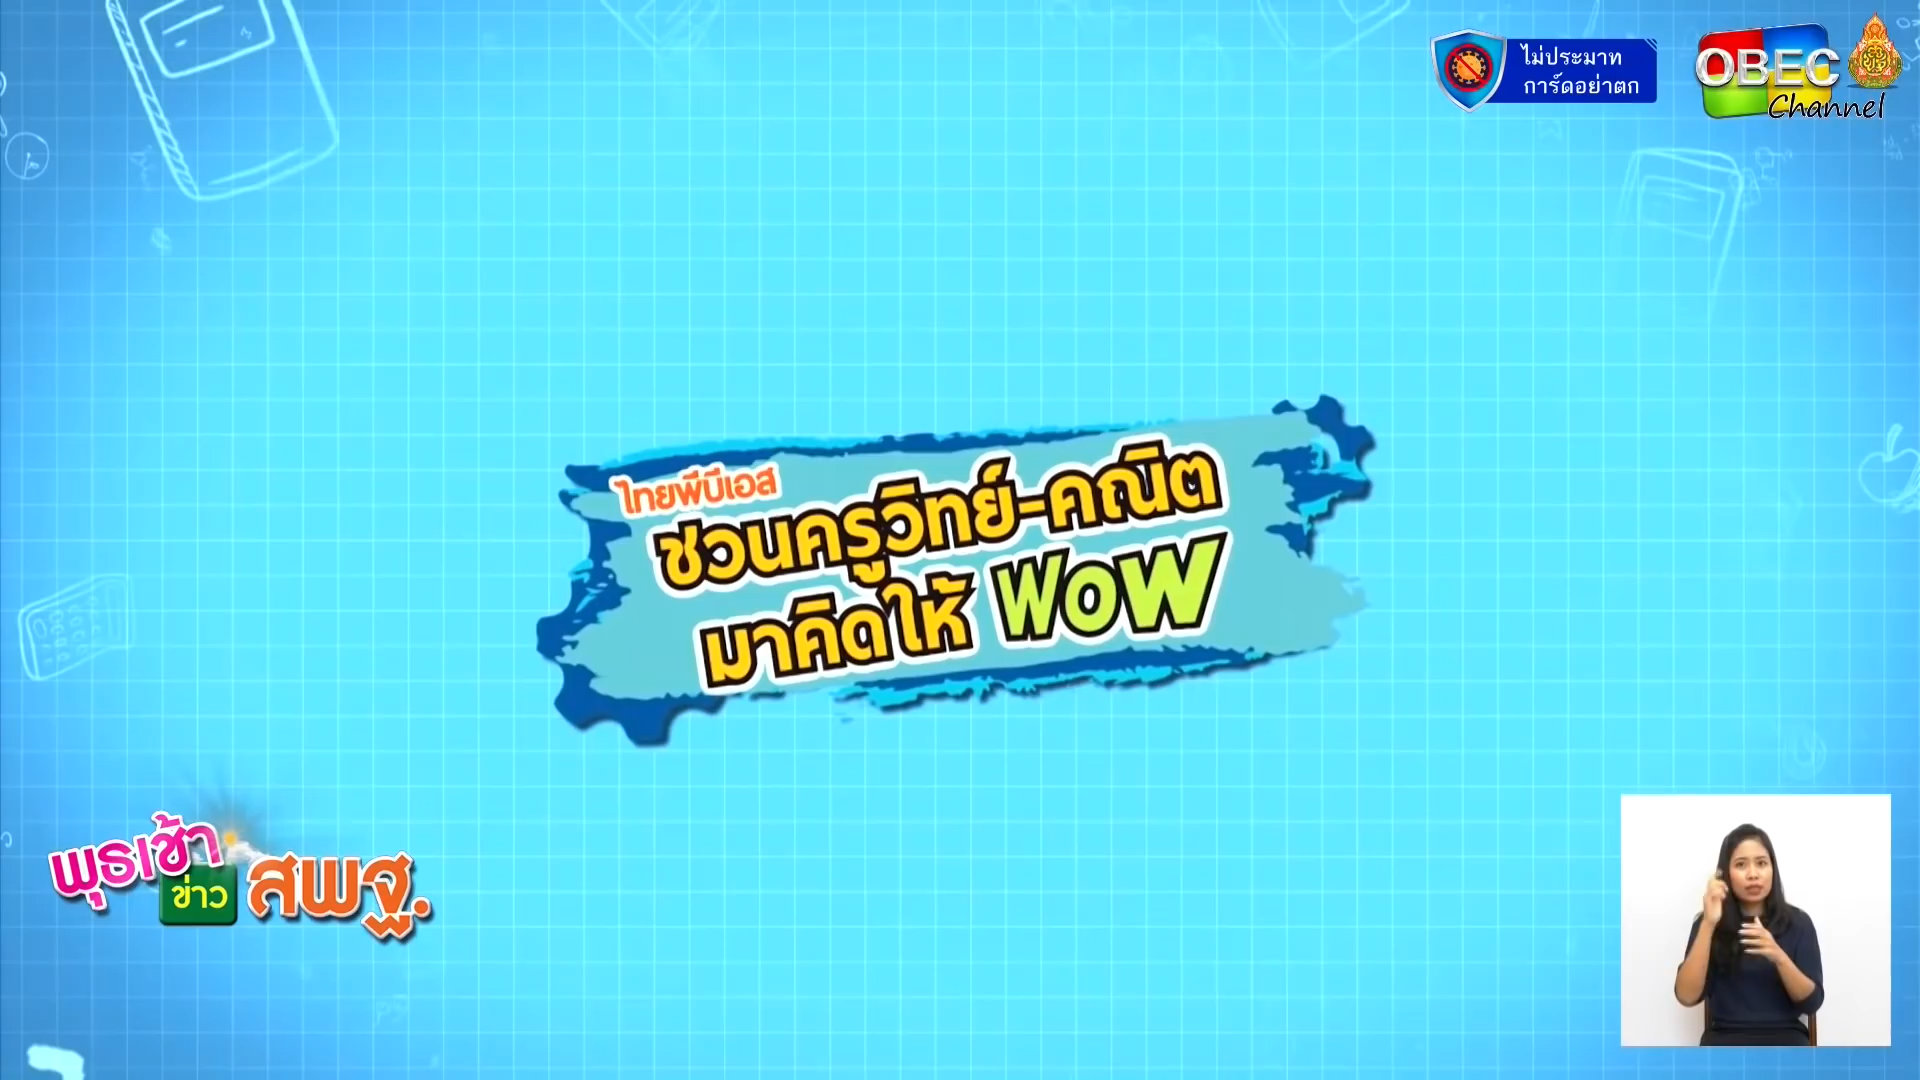 ไม่ประมาท
การ์ดอย่าตก
OBEC
Channel
ไทยพีบีเอส
ชวนครูวิทย์-คณิต
มาคิดให้ WOW
พุธเช้า
ข่าว
สพฐ.